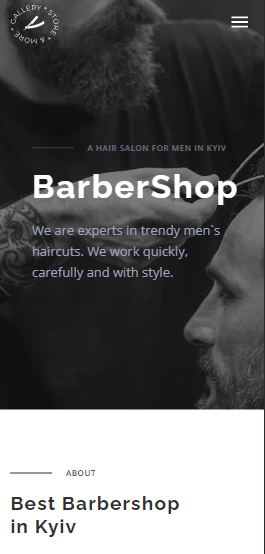 GALLERY • STORE & MORE •
A HAIR SALON FOR MEN IN KYIV
BarberShop
We are experts in trendy men`s
haircuts. We work quickly,
carefully and with style.
ABOUT
Best Barbershop
in Kyiv